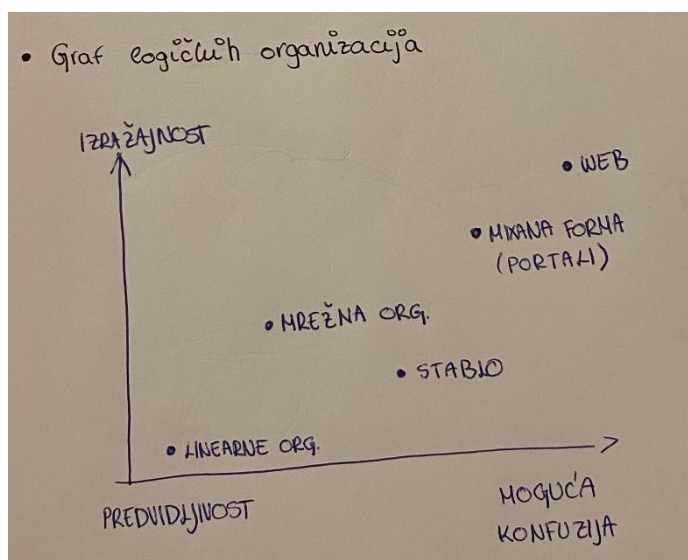 • Graf logičkih organizacija
IZRAŽAJNOST
• WEB
• MIXANA FORMA
(PORTALI)
• MREŽNA ORG.
• STABLO
• LINEARNE ORG.
PREDVIDLJIVOST
MOGUĆA
KONFUZIJA